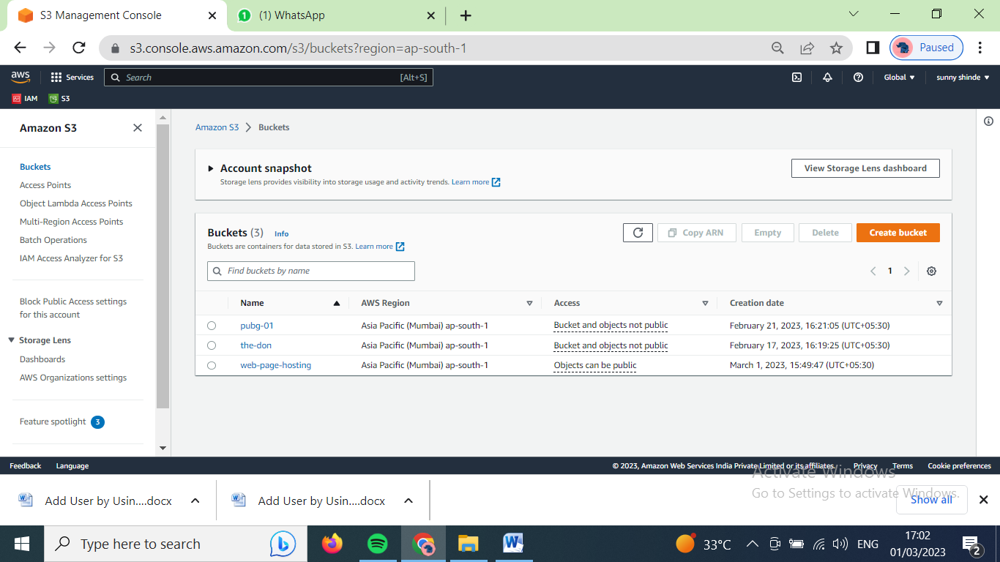 S3 Management Console
(1) WhatsApp
s3.console.aws.amazon.com/s3/buckets?region=ap-south-1
Paused
aws
Services
Search
[Alt+S]
Global
sunny shinde
IAM
S3
Amazon S3
Buckets
Access Points
Object Lambda Access Points
Multi-Region Access Points
Batch Operations
IAM Access Analyzer for S3
Block Public Access settings
for this account
Storage Lens
Dashboards
AWS Organizations settings
Feature spotlight 3
Amazon S3 > Buckets
Account snapshot
Storage lens provides visibility into storage usage and activity trends. Learn more
View Storage Lens dashboard
Buckets (3) Info
Buckets are containers for data stored in S3. Learn more
Copy ARN
Empty
Delete
Create bucket
Find buckets by name
1
Name AWS Region Access Creation date
pubg-01 Asia Pacific (Mumbai) ap-south-1 Bucket and objects not public February 21, 2023, 16:21:05 (UTC+05:30)
the-don Asia Pacific (Mumbai) ap-south-1 Bucket and objects not public February 17, 2023, 16:19:25 (UTC+05:30)
web-page-hosting Asia Pacific (Mumbai) ap-south-1 Objects can be public March 1, 2023, 15:49:47 (UTC+05:30)
Feedback Language © 2023, Amazon Web Services India Private Limited or its affiliates. Privacy Terms Cookie preferences
Activate Windows
Go to Settings to activate Windows.
Add User by Usin....docx
Add User by Usin....docx
Show all
Type here to search
33°C
ENG
17:02
01/03/2023
2